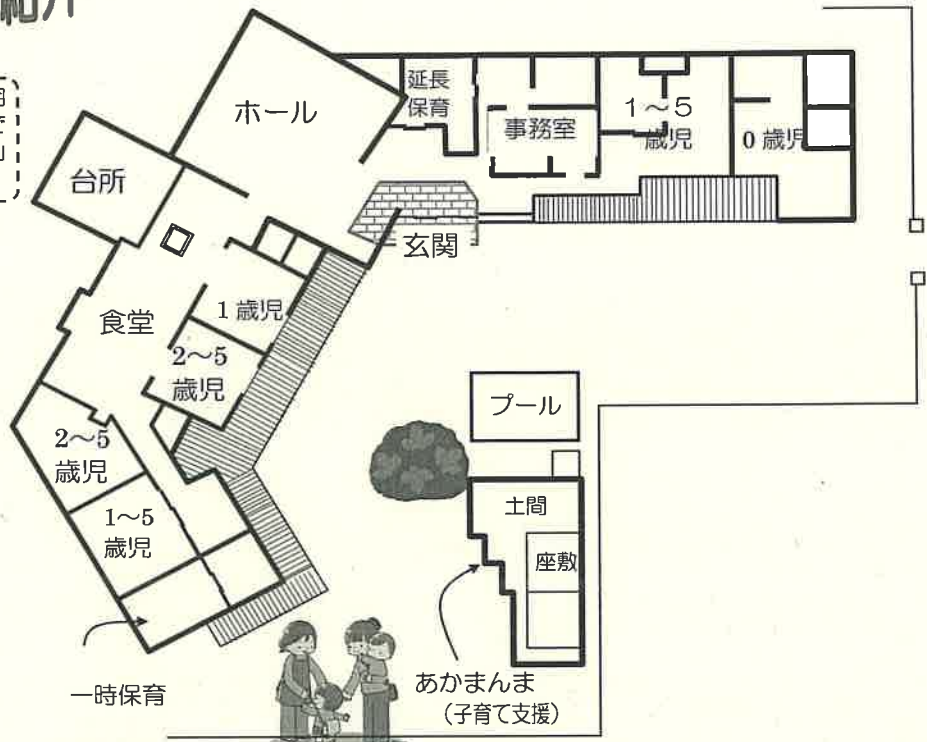 紹介
ホール
延長
保育
事務室
1～5
歳児
0歳児
台所
玄関
食堂
1歳児
2～5
歳児
プール
2～5
歳児
1～5
歳児
土間
座敷
一時保育
あかまんま
（子育て支援）